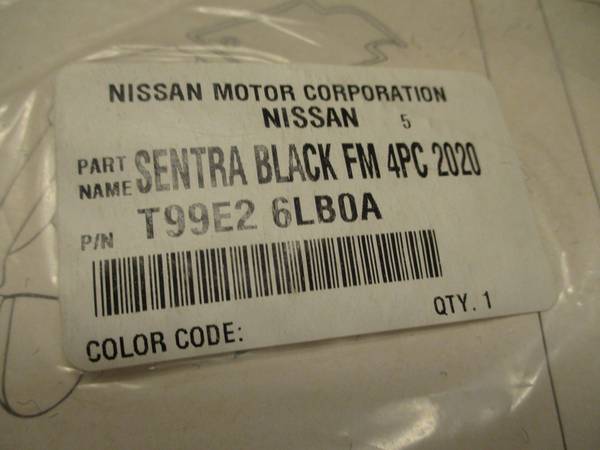 NISSAN MOTOR CORPORATION
NISSAN 5
PART NAME SENTRA BLACK FM 4PC 2020
P/N T99E2 6LB0A
QTY. 1
COLOR CODE: